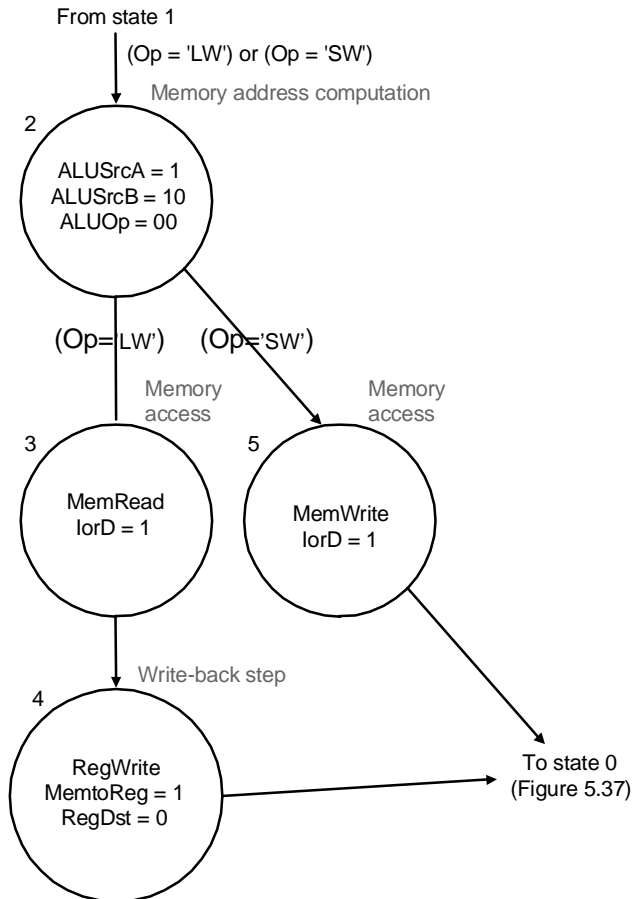 From state 1
(Op = 'LW') or (Op = 'SW')
Memory address computation
2
ALUSrcA = 1
ALUSrcB = 10
ALUOp = 00
(Op='LW')
(Op='SW')
Memory
access
Memory
access
3
5
MemRead
IorD = 1
MemWrite
IorD = 1
Write-back step
4
RegWrite
MemtoReg = 1
RegDst = 0
To state 0
(Figure 5.37)